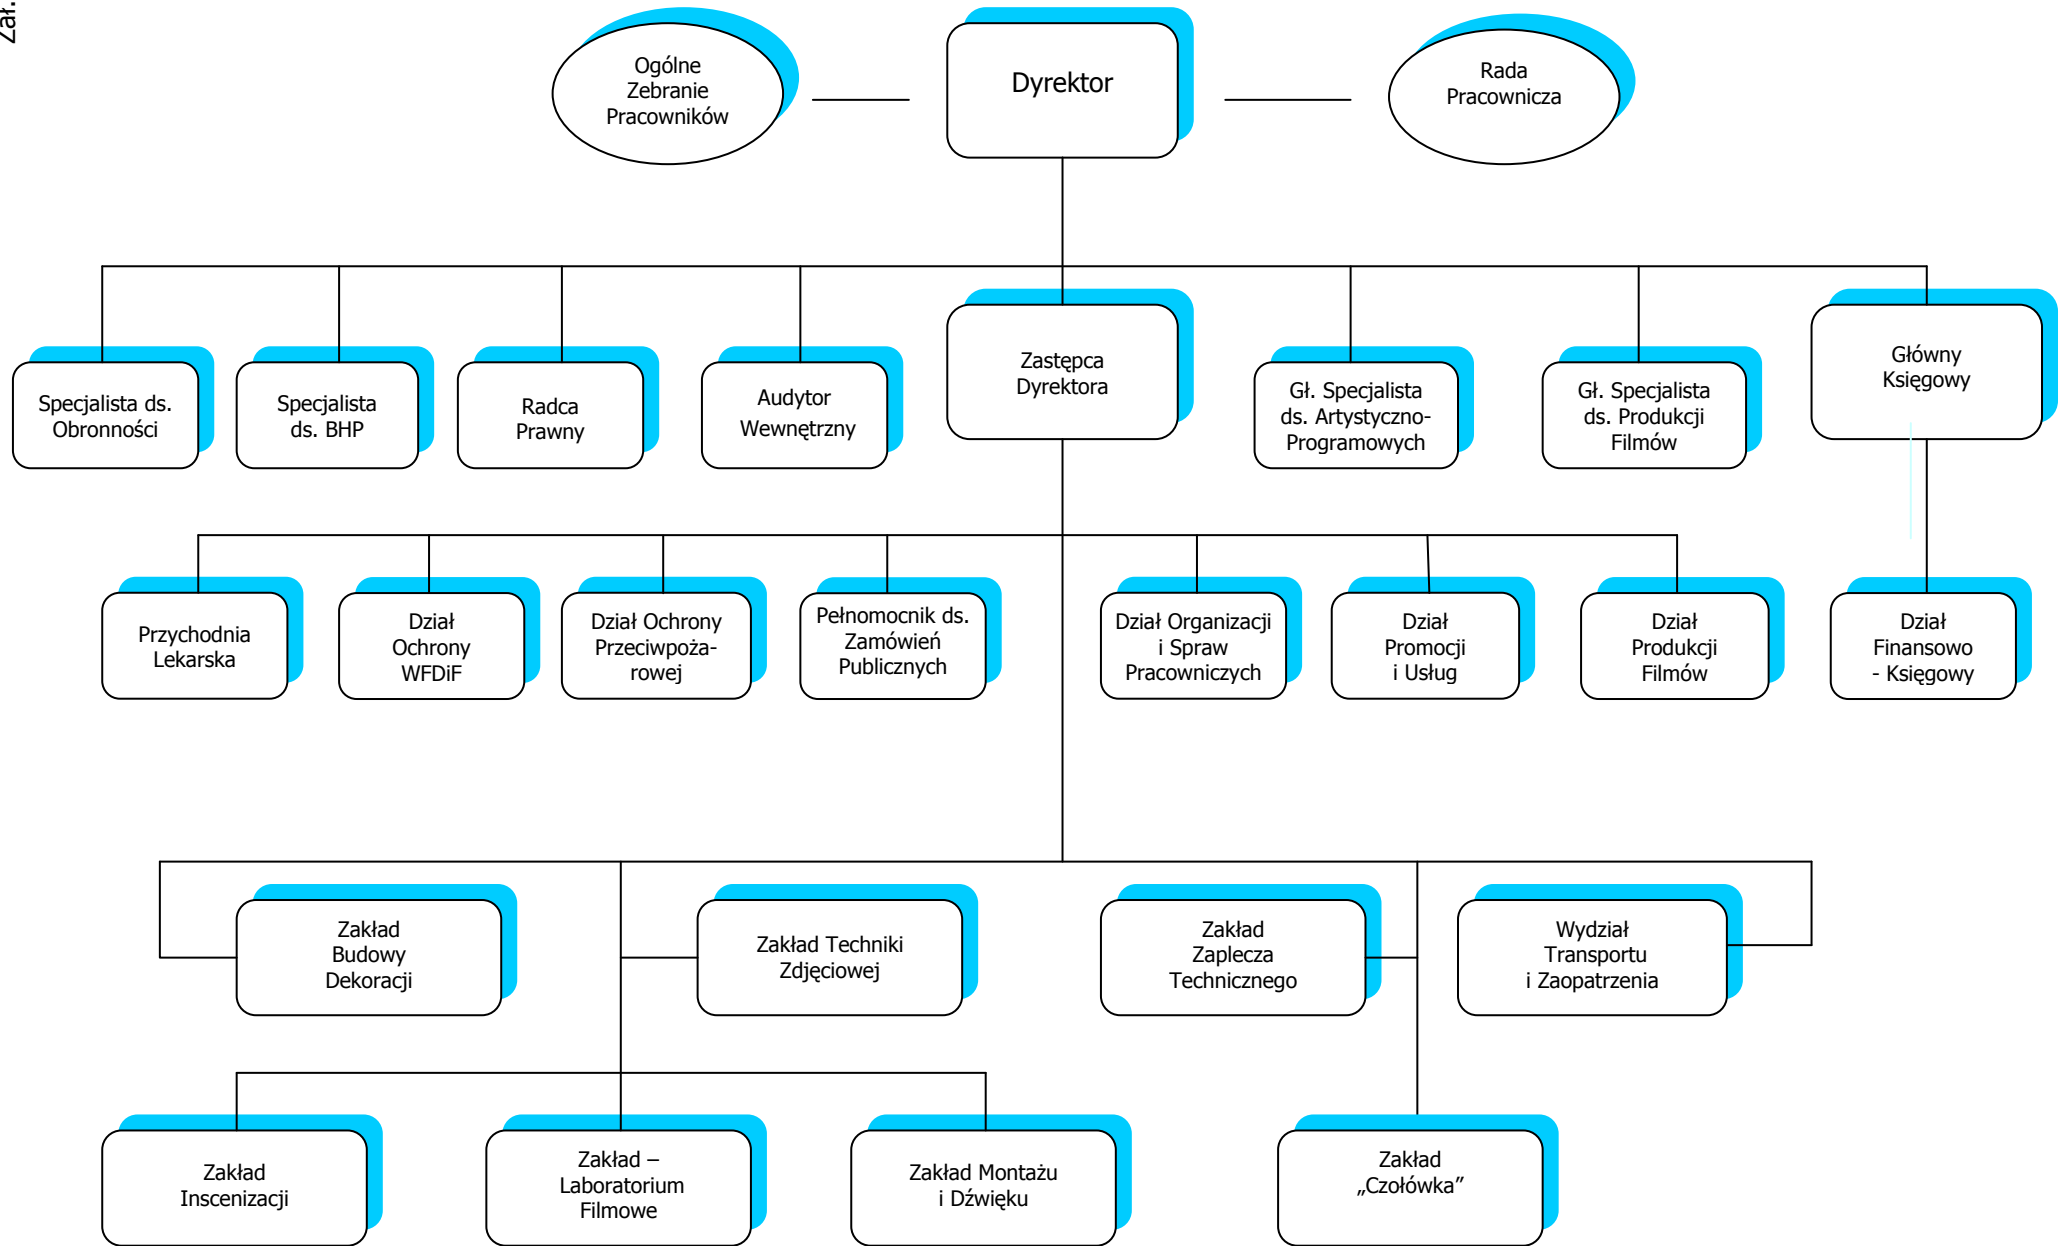 Zał.
Ogólne
Zebranie
Pracowników
Dyrektor
Rada
Pracownicza
Specjalista ds.
Obronności
Specjalista
ds. BHP
Radca
Prawny
Audytor
Wewnętrzny
Zastępca
Dyrektora
Gł. Specjalista
ds. Artystyczno-
Programowych
Gł. Specjalista
ds. Produkcji
Filmów
Główny
Księgowy
Przychodnia
Lekarska
Dział
Ochrony
WFDiF
Dział Ochrony
Przeciwpoża-
rowej
Pełnomocnik ds.
Zamówień
Publicznych
Dział Organizacji
i Spraw
Pracowniczych
Dział
Promocji
i Usług
Dział
Produkcji
Filmów
Dział
Finansowo
- Księgowy
Zakład
Budowy
Dekoracji
Zakład Techniki
Zdjęciowej
Zakład
Zaplecza
Technicznego
Wydział
Transportu
i Zaopatrzenia
Zakład
Inscenizacji
Zakład –
Laboratorium
Filmowe
Zakład Montażu
i Dźwięku
Zakład
„Czołówka”